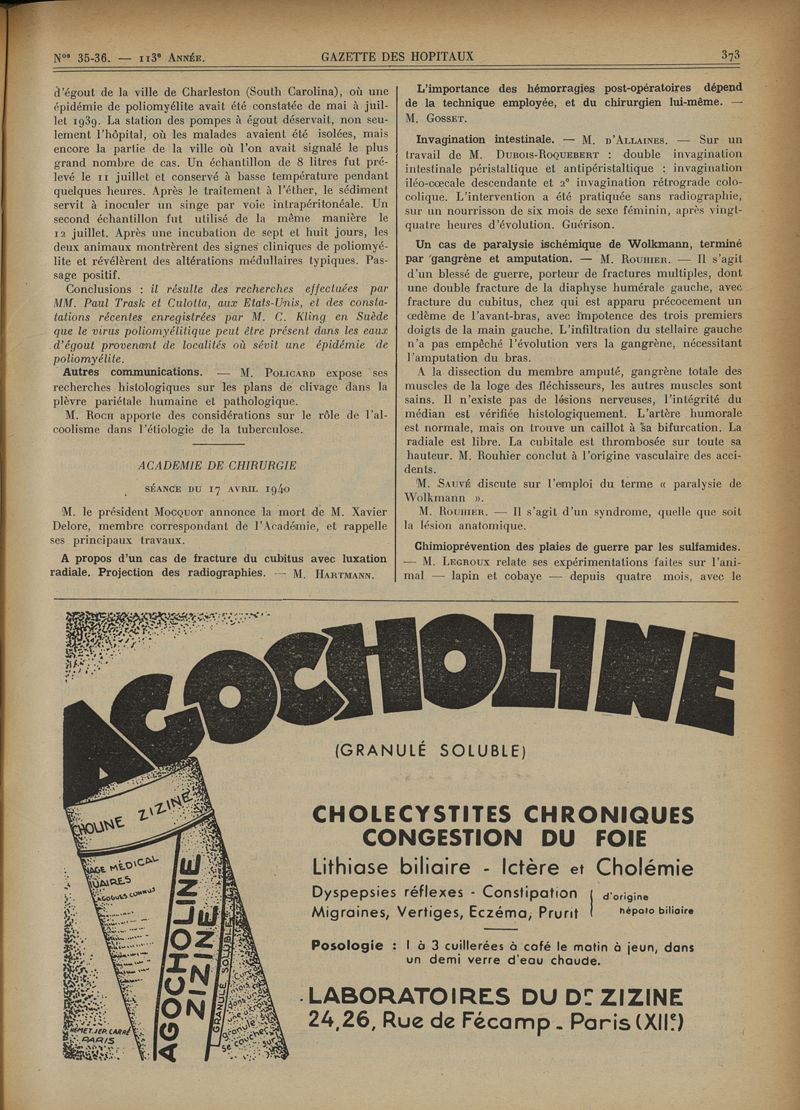 Nos 35-36. — 113e ANNÉE.
GAZETTE DES HOPITAUX
373
d'égout de la ville de Charleston (South Carolina), où une
épidémie de poliomyélite avait été constatée de mai à juil-
let 1939. La station des pompes à égout déservait, non seu-
lement l'hôpital, où les malades avaient été isolées, mais
encore la partie de la ville où l'on avait signalé le plus
grand nombre de cas. Un échantillon de 8 litres fut pré-
levé le 11 juillet et conservé à basse température pendant
quelques heures. Après le traitement à l'éther, le sédiment
servit à inoculer un singe par voie intrapéritonéale. Un
second échantillon fut utilisé de la même manière le
12 juillet. Après une incubation de sept et huit jours, les
deux animaux montrèrent des signes cliniques de poliomyé-
lite et révélèrent des altérations médullaires typiques. Pas-
sage positif.
Conclusions : il résulte des recherches effectuées par
MM. Paul Trask et Culotta, aux Etats-Unis, et des consta-
tations récentes enregistrées par M. C. Kling en Suède
que le virus poliomyélitique peut être présent dans les eaux
d'égout provenant de localités où sévit une épidémie de
poliomyélite.
Autres communications. — M. POLICARD expose ses
recherches histologiques sur les plans de clivage dans la
plèvre pariétale humaine et pathologique.
M. ROCH apporte des considérations sur le rôle de l'al-
coolisme dans l'étiologie de la tuberculose.
ACADEMIE DE CHIRURGIE
SÉANCE DU 17 AVRIL 1940
M. le président MOCQUOT annonce la mort de M. Xavier
Delore, membre correspondant de l'Académie, et rappelle
ses principaux travaux.
A propos d'un cas de fracture du cubitus avec luxation
radiale. Projection des radiographies. — M. HARTMANN.
L'importance des hémorragies post-opératoires dépend
de la technique employée, et du chirurgien lui-même. —
M. GOSSET.
Invagination intestinale. — M. D'ALLAINES. — Sur un
travail de M. DUBOIS-ROQUEBERT : double invagination
intestinale péristaltique et antipéristaltique : invagination
iléo-cœcale descendante et 2° invagination rétrograde colo-
colique. L'intervention a été pratiquée sans radiographie,
sur un nourrisson de six mois de sexe féminin, après vingt-
quatre heures d'évolution. Guérison.
Un cas de paralysie ischémique de Wolkmann, terminé
par gangrène et amputation. — M. ROUHIER. — Il s'agit
d'un blessé de guerre, porteur de fractures multiples, dont
une double fracture de la diaphyse humérale gauche, avec
fracture du cubitus, chez qui est apparu précocement un
œdème de l'avant-bras, avec impotence des trois premiers
doigts de la main gauche. L'infiltration du stellaire gauche
n'a pas empêché l'évolution vers la gangrène, nécessitant
l'amputation du bras.
A la dissection du membre amputé, gangrène totale des
muscles de la loge des fléchisseurs, les autres muscles sont
sains. Il n'existe pas de lésions nerveuses, l'intégrité du
médian est vérifiée histologiquement. L'artère humorale
est normale, mais on trouve un caillot à sa bifurcation. La
radiale est libre. La cubitale est thrombosée sur toute sa
hauteur. M. Rouhier conclut à l'origine vasculaire des acci-
dents.
M. SAUVÉ discute sur l'emploi du terme « paralysie de
Wolkmann ».
M. ROUHIER. — Il s'agit d'un syndrome, quelle que soit
la lésion anatomique.
Chimioprévention des plaies de guerre par les sulfamides.
— M. LEGROUX relate ses expérimentations faites sur l'ani-
mal — lapin et cobaye — depuis quatre mois, avec le
AGOCHOLINE
(GRANULÉ SOLUBLE)
CHOLECYSTITES CHRONIQUES
CONGESTION DU FOIE
Lithiase biliaire - Ictère et Cholémie
Dyspepsies réflexes - Constipation
Migraines, Vertiges, Eczéma, Prurit
d'origine
hépato biliaire
Posologie : 1 à 3 cuillerées à café le matin à jeun, dans
un demi verre d'eau chaude.
LABORATOIRES DU Dr ZIZINE
24,26, Rue de Fécamp - Paris (XIIe)
CHOLINE ZIZINE
AGE MÉDICAL
UAIRES
AGOGUES CONNUS
AGOCHOLINE
ZIZINE
GRANULÉ SOLUBLE
HEMET. JEP. CARRÉ
PARIS
granulé
se coucher
sur